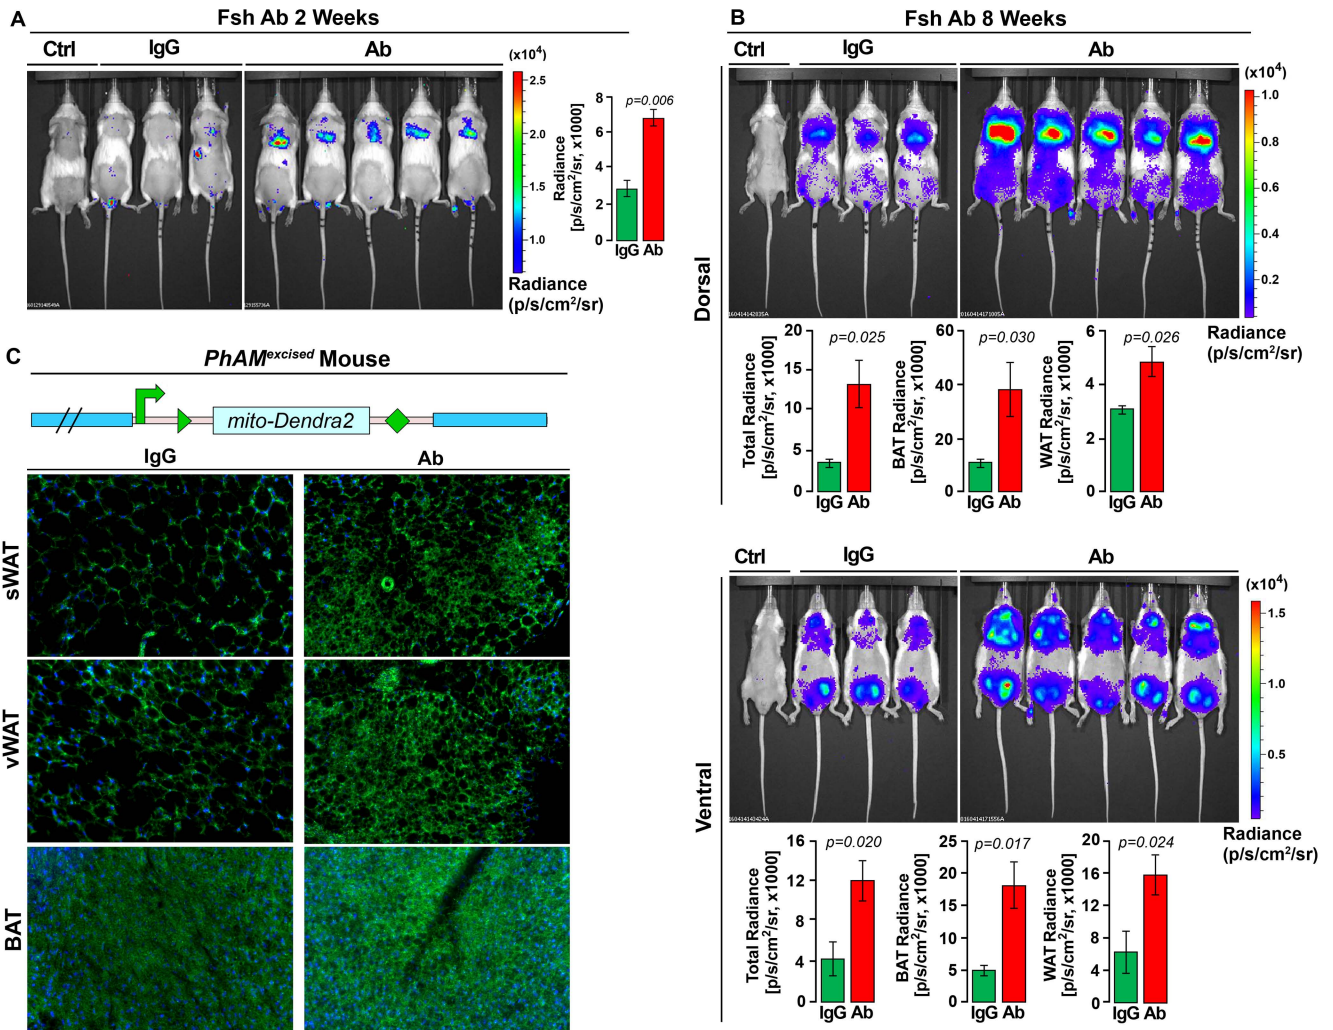 A
Fsh Ab 2 Weeks
Ctrl
IgG
Ab
(x10⁴)
2.5
2.0
1.5
1.0
Radiance
(p/s/cm²/sr)
8
6
4
2
0
Radiance
[p/s/cm²/sr, x1000]
p=0.006
IgG Ab
B
Fsh Ab 8 Weeks
Ctrl
IgG
Ab
Dorsal
(x10⁴)
1.0
0.8
0.6
0.4
0.2
Radiance
(p/s/cm²/sr)
Total Radiance
[p/s/cm²/sr, x1000]
20
15
10
5
0
p=0.025
IgG Ab
BAT Radiance
[p/s/cm²/sr, x1000]
60
40
20
0
p=0.030
IgG Ab
WAT Radiance
[p/s/cm²/sr, x1000]
6
4
2
0
p=0.026
IgG Ab
Ctrl
IgG
Ab
Ventral
(x10⁴)
1.5
1.0
0.5
Radiance
(p/s/cm²/sr)
Total Radiance
[p/s/cm²/sr, x1000]
16
12
8
4
0
p=0.020
IgG Ab
BAT Radiance
[p/s/cm²/sr, x1000]
25
20
15
10
5
0
p=0.017
IgG Ab
WAT Radiance
[p/s/cm²/sr, x1000]
20
16
12
8
4
0
p=0.024
IgG Ab
C
PhAMexcised Mouse
mito-Dendra2
IgG
Ab
sWAT
vWAT
BAT